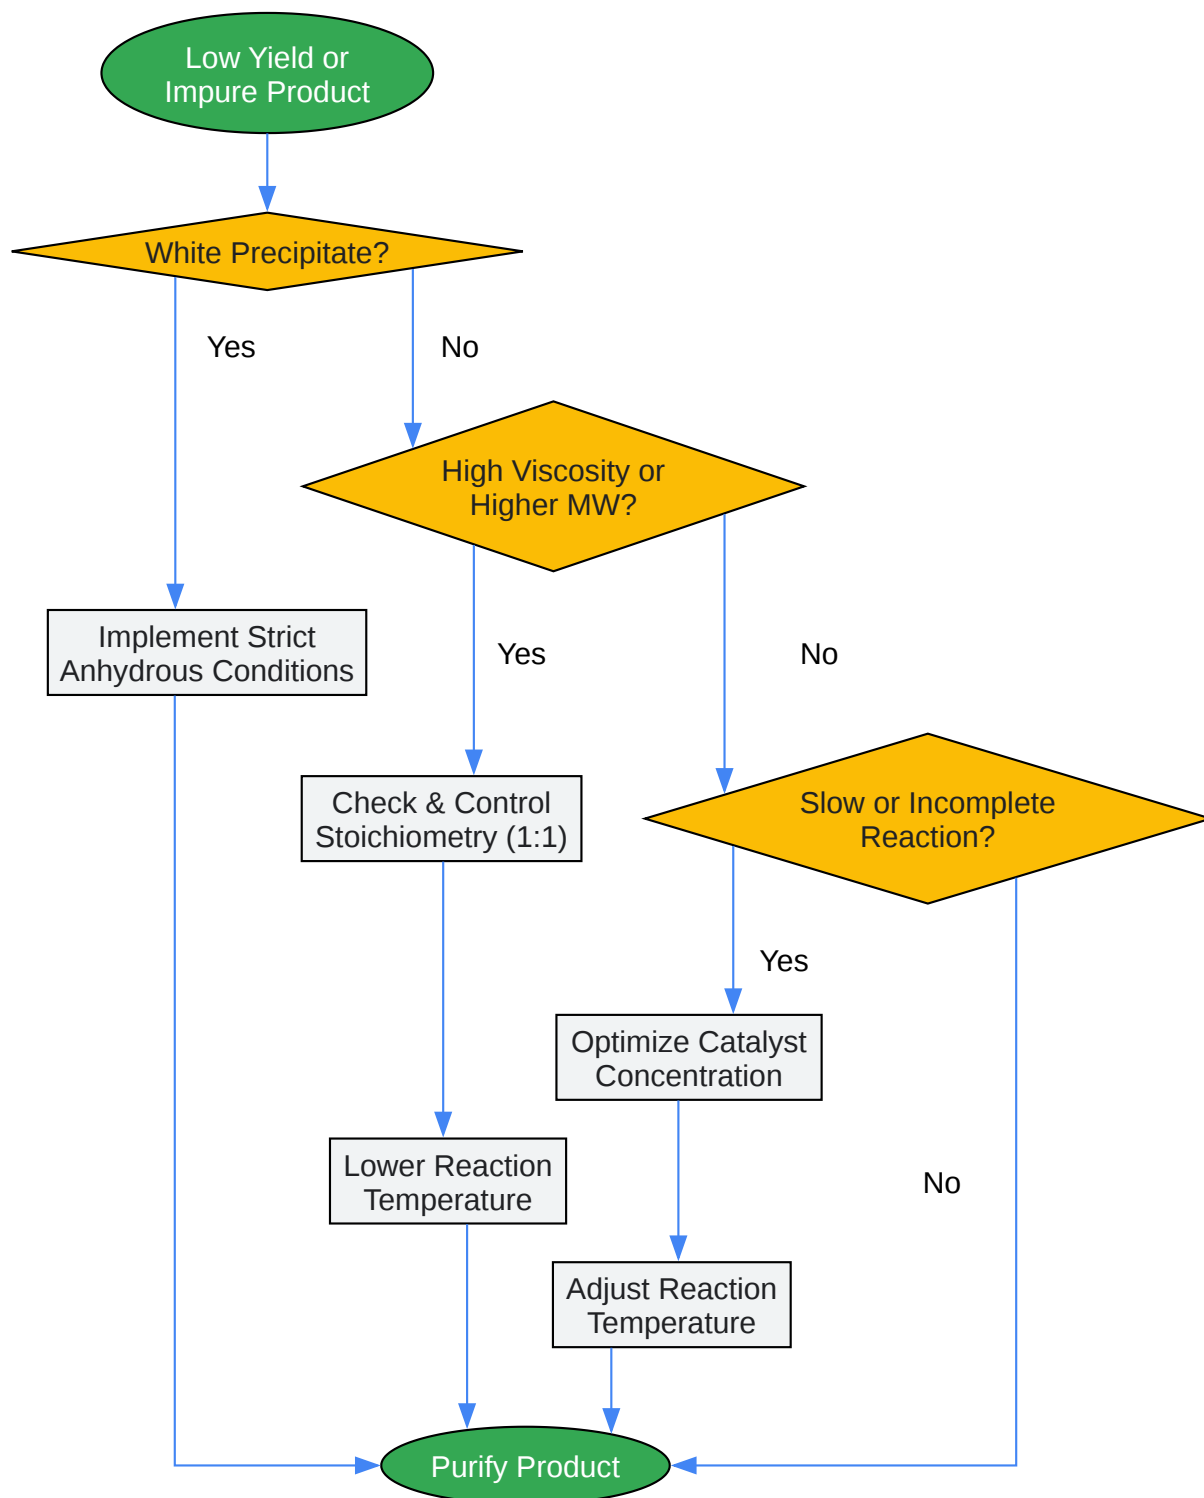 Low Yield or
Impure Product
White Precipitate?
Yes
No
High Viscosity or
Higher MW?
Implement Strict
Anhydrous Conditions
Yes
No
Check & Control
Stoichiometry (1:1)
Slow or Incomplete
Reaction?
Yes
Optimize Catalyst
Concentration
Lower Reaction
Temperature
No
Adjust Reaction
Temperature
Purify Product